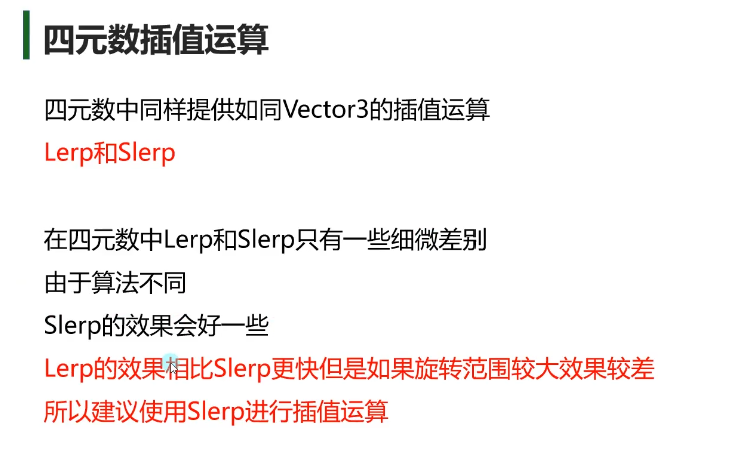 四元数插值运算
四元数中同样提供如同Vector3的插值运算
Lerp和Slerp
在四元数中Lerp和Slerp只有一些细微差别
由于算法不同
Slerp的效果会好一些
Lerp的效果相比Slerp更快但是如果旋转范围较大效果较差
所以建议使用Slerp进行插值运算